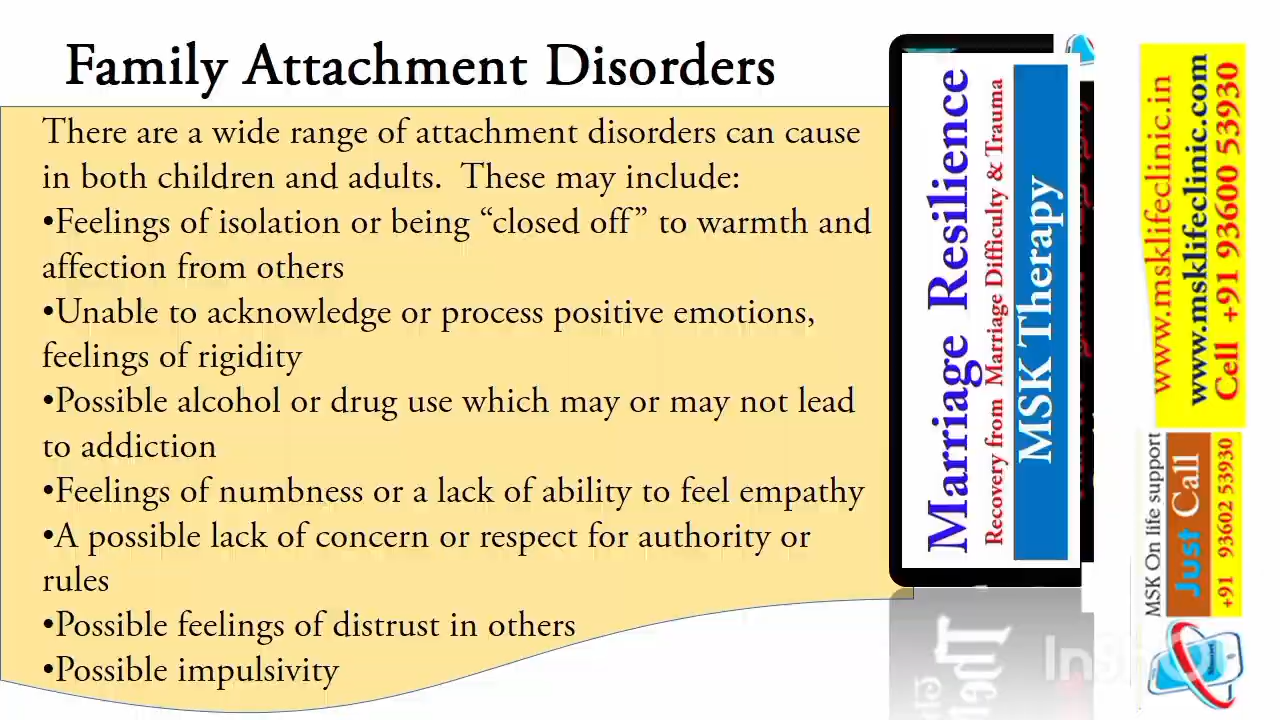 Family Attachment Disorders
There are a wide range of attachment disorders can cause
in both children and adults.  These may include:
•Feelings of isolation or being “closed off” to warmth and
affection from others
•Unable to acknowledge or process positive emotions,
feelings of rigidity
•Possible alcohol or drug use which may or may not lead
to addiction
•Feelings of numbness or a lack of ability to feel empathy
•A possible lack of concern or respect for authority or
rules
•Possible feelings of distrust in others
•Possible impulsivity
Marriage Resilience
Recovery from Marriage Difficulty & Trauma
MSK Therapy
www.msklifeclinic.in
www.msklifeclinic.com
Cell +91 93600 53930
MSK On life support
Just Call
+91 93602 53930